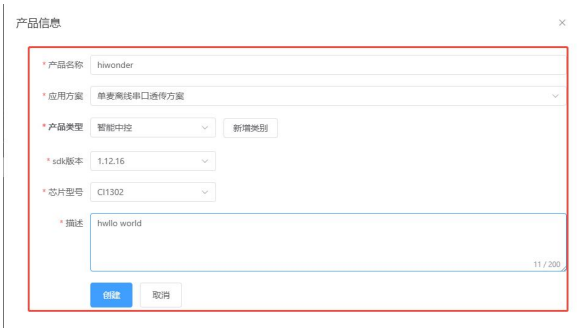 产品信息
* 产品名称 hiwonder
* 应用方案 单麦离线串口透传方案
* 产品类型 智能中控 新增类别
* sdk版本 1.12.16
* 芯片型号 CI1302
* 描述 hwllo world
11 / 200
创建 取消